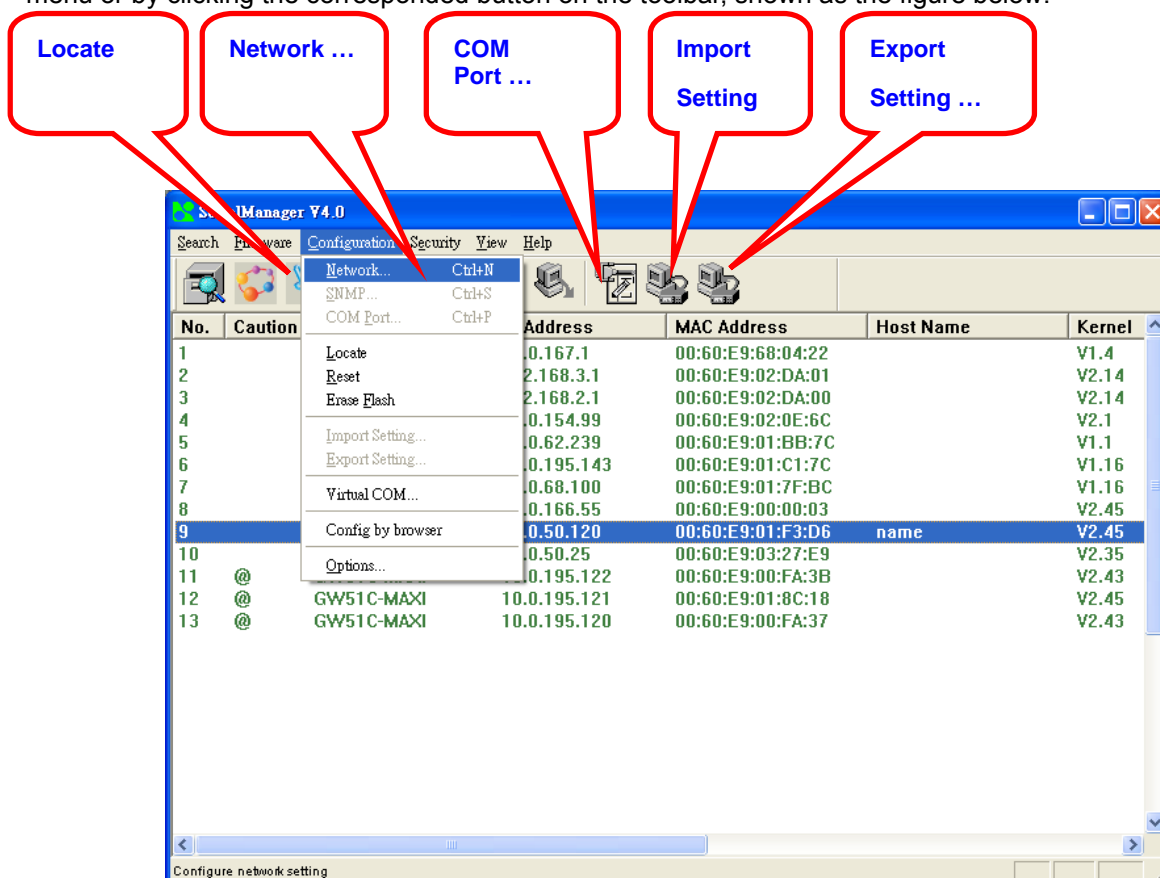 menu or by clicking the corresponded button on the toolbar, shown as the figure below:
Locate
Network …
COM
Port …
Import
Setting
Export
Setting …
Manager V4.0
Search Firmware Configuration Security View Help
Network... Ctrl+N
SNMP... Ctrl+S
COM Port... Ctrl+P
Locate
Reset
Erase Flash
Import Setting...
Export Setting...
Virtual COM...
Config by browser
Options...
No. Caution Address MAC Address Host Name Kernel
1 .0.167.1 00:60:E9:68:04:22 V1.4
2 2.168.3.1 00:60:E9:02:DA:01 V2.14
3 2.168.2.1 00:60:E9:02:DA:00 V2.14
4 .0.154.99 00:60:E9:02:0E:6C V2.1
5 .0.62.239 00:60:E9:01:BB:7C V1.1
6 .0.195.143 00:60:E9:01:C1:7C V1.16
7 .0.68.100 00:60:E9:01:7F:BC V1.16
8 .0.166.55 00:60:E9:00:00:03 V2.45
9 .0.50.120 00:60:E9:01:F3:D6 name V2.45
10 .0.50.25 00:60:E9:03:27:E9 V2.35
11 @ .0.195.122 00:60:E9:00:FA:3B V2.43
12 @ GW51C-MAXI 10.0.195.121 00:60:E9:01:8C:18 V2.45
13 @ GW51C-MAXI 10.0.195.120 00:60:E9:00:FA:37 V2.43
Configure network setting